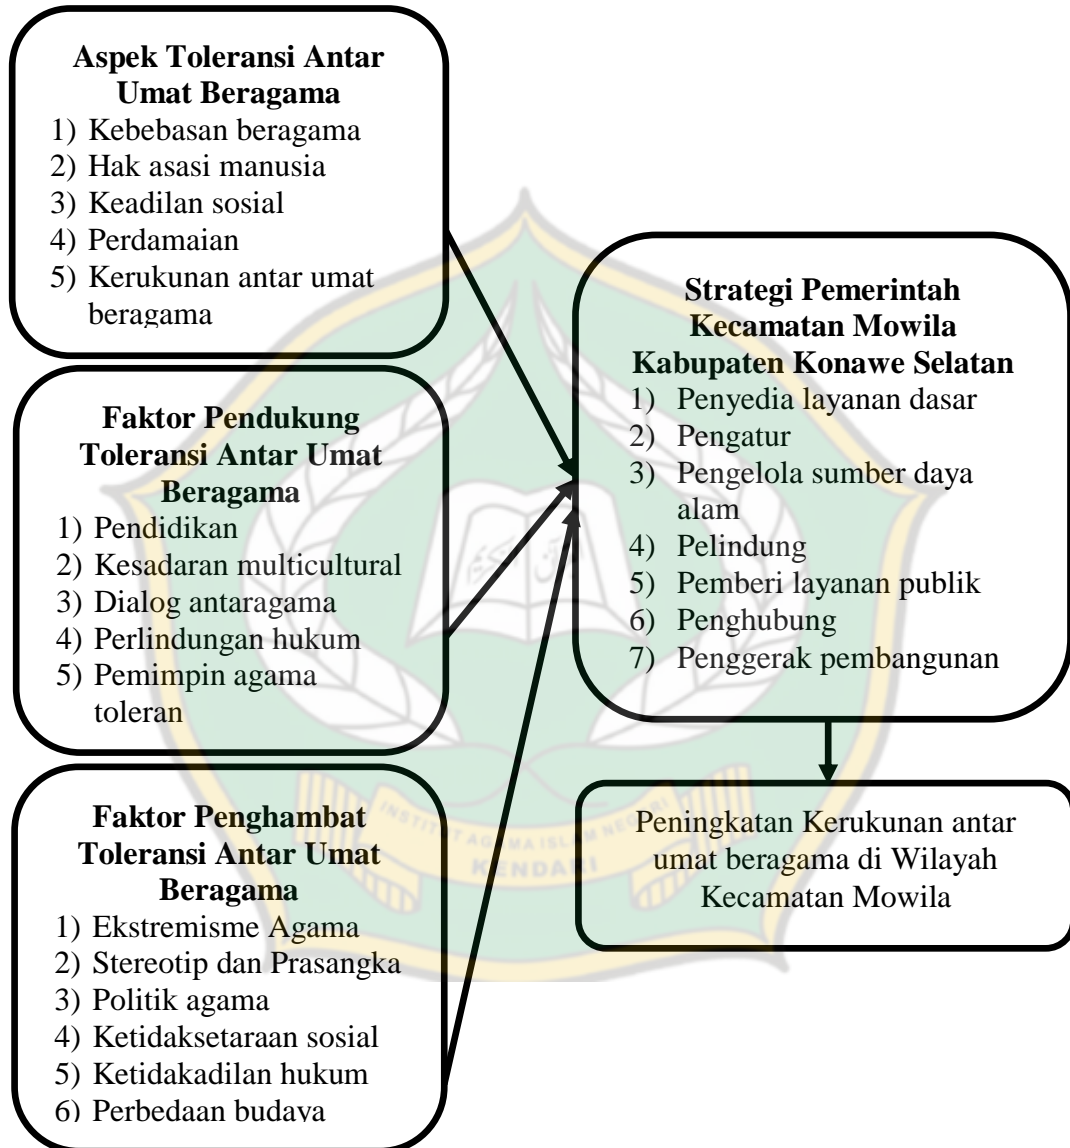 Aspek Toleransi Antar
Umat Beragama
1) Kebebasan beragama
2) Hak asasi manusia
3) Keadilan sosial
4) Perdamaian
5) Kerukunan antar umat
beragama
Faktor Pendukung
Toleransi Antar Umat
Beragama
1) Pendidikan
2) Kesadaran multicultural
3) Dialog antaragama
4) Perlindungan hukum
5) Pemimpin agama
toleran
Faktor Penghambat
Toleransi Antar Umat
Beragama
1) Ekstremisme Agama
2) Stereotip dan Prasangka
3) Politik agama
4) Ketidaksetaraan sosial
5) Ketidakadilan hukum
6) Perbedaan budaya
Strategi Pemerintah
Kecamatan Mowila
Kabupaten Konawe Selatan
1) Penyedia layanan dasar
2) Pengatur
3) Pengelola sumber daya
alam
4) Pelindung
5) Pemberi layanan publik
6) Penghubung
7) Penggerak pembangunan
Peningkatan Kerukunan antar
umat beragama di Wilayah
Kecamatan Mowila
INSTITUT AGAMA ISLAM NEGERI
KENDARI